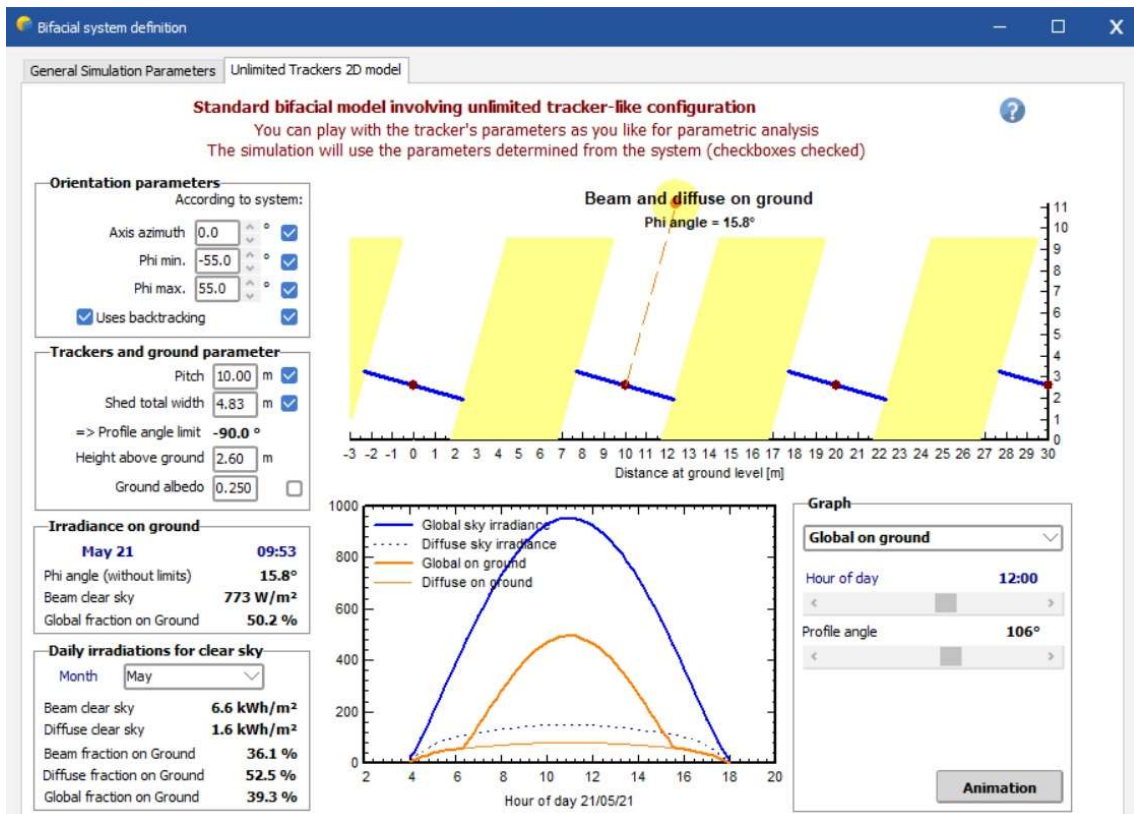 Bifacial system definition
General Simulation Parameters
Unlimited Trackers 2D model
Standard bifacial model involving unlimited tracker-like configuration
You can play with the tracker's parameters as you like for parametric analysis
The simulation will use the parameters determined from the system (checkboxes checked)
?
Orientation parameters
According to system:
Axis azimuth 0.0 °
Phi min. -55.0 °
Phi max. 55.0 °
Uses backtracking
Trackers and ground parameter
Pitch 10.00 m
Shed total width 4.83 m
=> Profile angle limit -90.0 °
Height above ground 2.60 m
Ground albedo 0.250
Irradiance on ground
May 21 09:53
Phi angle (without limits) 15.8°
Beam clear sky 773 W/m²
Global fraction on Ground 50.2 %
Daily irradiations for clear sky
Month May
Beam clear sky 6.6 kWh/m²
Diffuse clear sky 1.6 kWh/m²
Beam fraction on Ground 36.1 %
Diffuse fraction on Ground 52.5 %
Global fraction on Ground 39.3 %
Beam and diffuse on ground
Phi angle = 15.8°
11
10
9
8
7
6
5
4
3
2
1
0
-3 -2 -1 0 1 2 3 4 5 6 7 8 9 10 11 12 13 14 15 16 17 18 19 20 21 22 23 24 25 26 27 28 29 30
Distance at ground level [m]
1000
800
600
400
200
0
Global sky irradiance
Diffuse sky irradiance
Global on ground
Diffuse on ground
2 4 6 8 10 12 14 16 18 20
Hour of day 21/05/21
Graph
Global on ground
Hour of day 12:00
Profile angle 106°
Animation